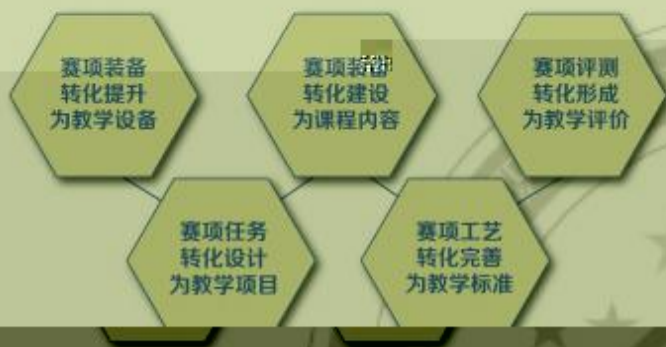 赛项装备
转化提升
为教学设备
赛项装
转化建设
为课程内容
赛项评测
转化形成
为教学评价
赛项任务
转化设计
为教学项目
赛项工艺
转化完善
为教学标准